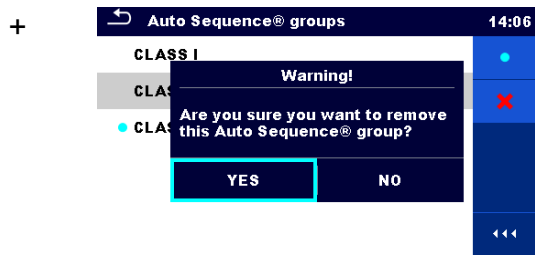 +
Auto Sequence® groups 14:06
CLASS I
Warning!
Are you sure you want to remove
this Auto Sequence® group?
YES NO